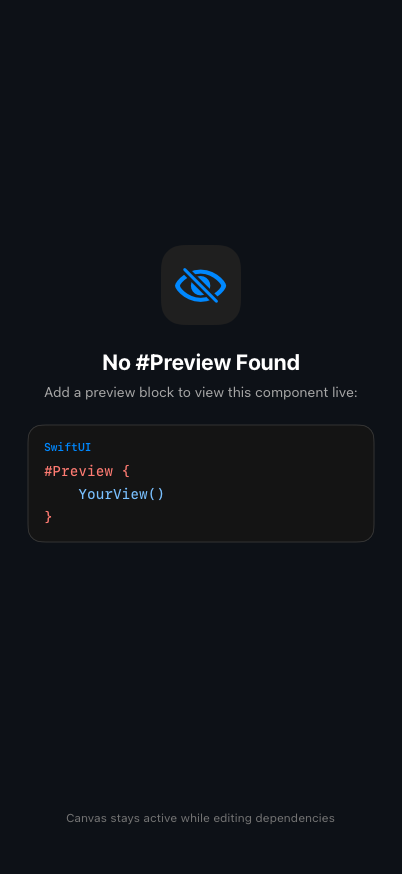 No #Preview Found
Add a preview block to view this component live:
SwiftUI
#Preview {
    YourView()
}
Canvas stays active while editing dependencies